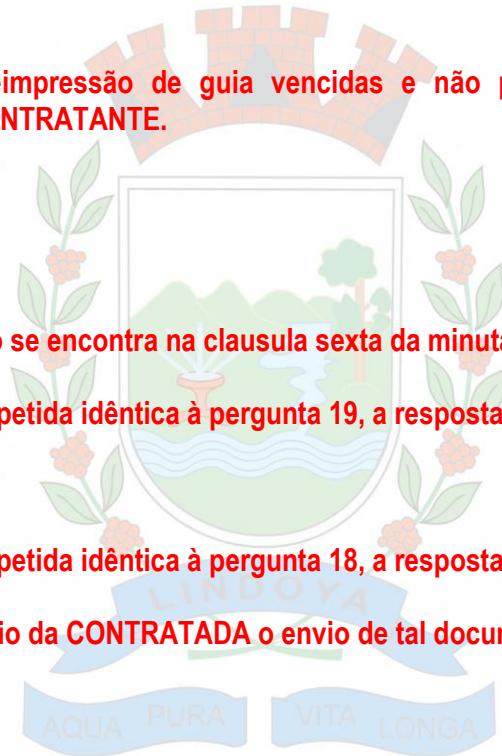 impressão de guia vencidas e não p
NTRATANTE.
o se encontra na clausula sexta da minuta
petida idêntica à pergunta 19, a resposta
petida idêntica à pergunta 18, a resposta
LINDOYA
io da CONTRATADA o envio de tal docum
AQUA PURA VITA LONGA